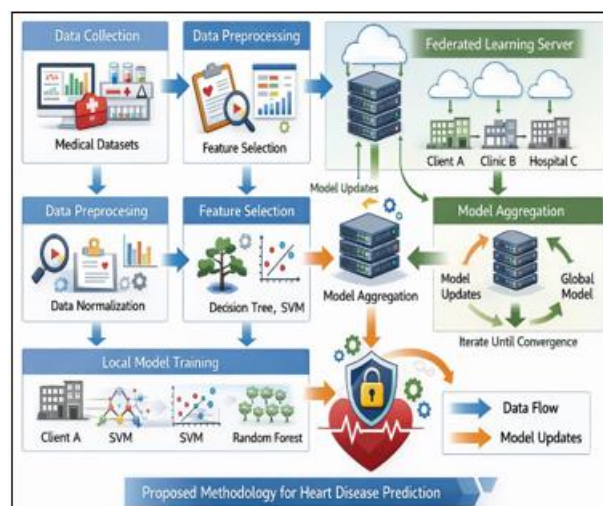 Data Collection
Medical Datasets
Data Preprocessing
Feature Selection
Federated Learning Server
Client A
Clinic B
Hospital C
Model Updates
Data Preprocesing
Data Normalization
Feature Selection
Decision Tree, SVM
Model Aggregation
Model Aggregation
Model
Updates
Global
Model
Iterate Until Convergence
Local Model Training
Client A
SVM
SVM
Random Forest
Data Flow
Model Updates
Proposed Methodology for Heart Disease Prediction